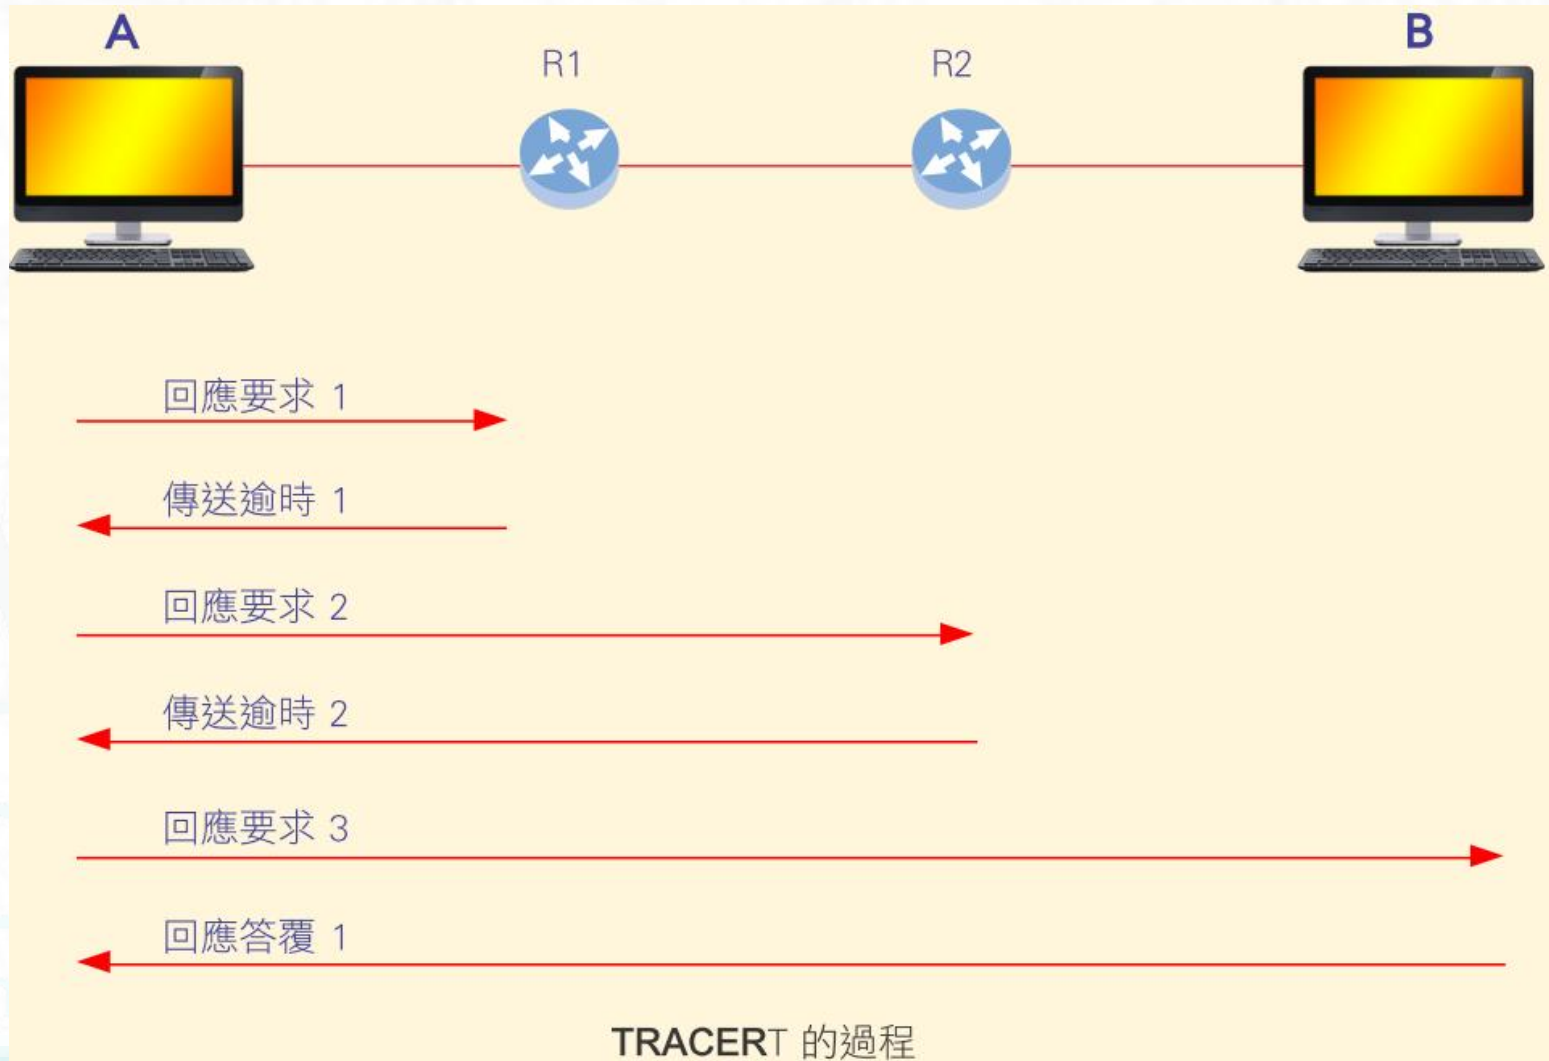 A
B
R1
R2
回應要求 1
傳送逾時 1
回應要求 2
傳送逾時 2
回應要求 3
回應答覆 1
TRACERT 的過程